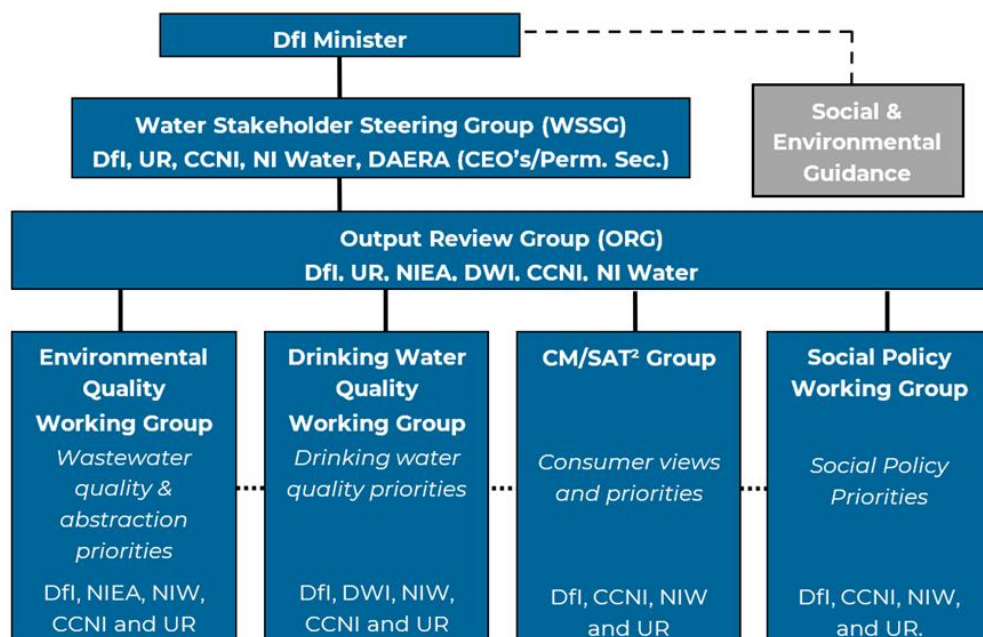 DfI Minister
Social &
Environmental
Guidance
Water Stakeholder Steering Group (WSSG)
DfI, UR, CCNI, NI Water, DAERA (CEO's/Perm. Sec.)
Output Review Group (ORG)
DfI, UR, NIEA, DWI, CCNI, NI Water
Environmental
Quality
Working Group
Wastewater
quality &
abstraction
priorities
DfI, NIEA, NIW,
CCNI and UR
Drinking Water
Quality
Working Group
Drinking water
quality priorities
DfI, DWI, NIW,
CCNI and UR
CM/SAT² Group
Consumer views
and priorities
DfI, CCNI, NIW
and UR
Social Policy
Working Group
Social Policy
Priorities
DfI, CCNI, NIW,
and UR.